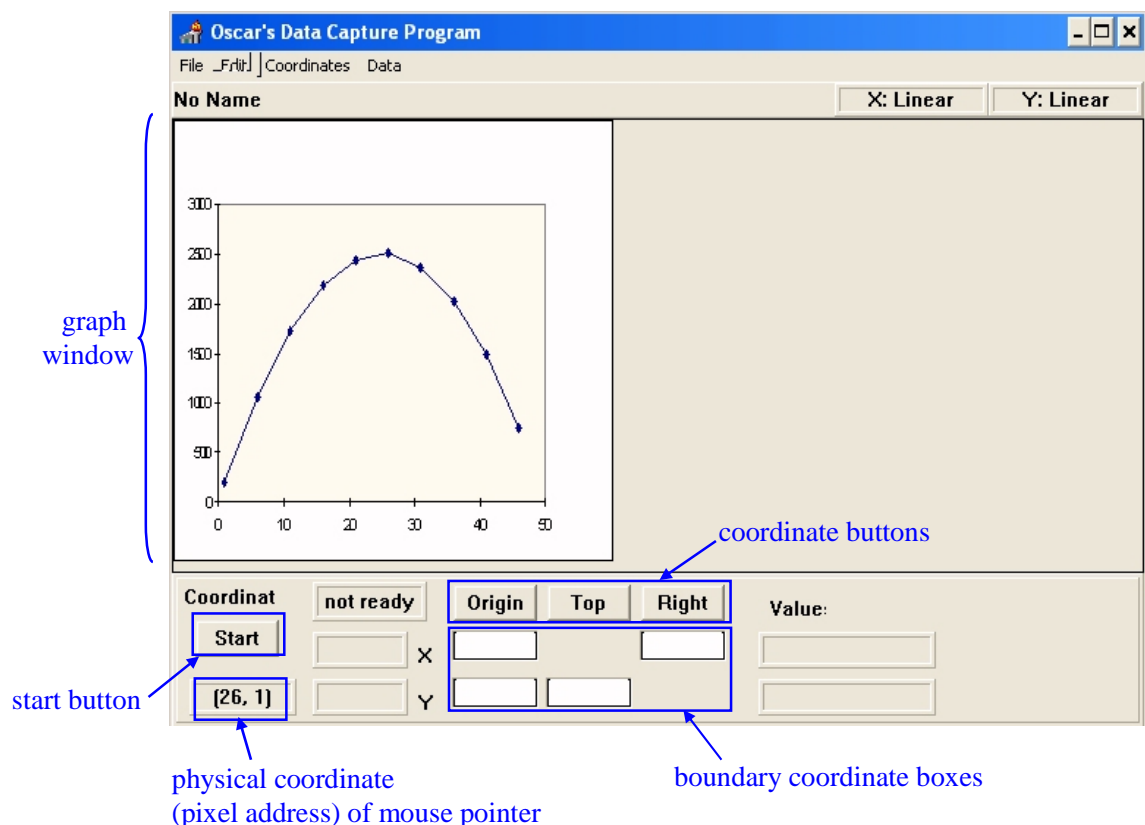 Oscar's Data Capture Program
File Edit Coordinates Data
No Name X: Linear Y: Linear
graph
window
3000
2500
2000
1500
1000
500
0
0 10 20 30 40 50
coordinate buttons
Coordinat not ready Origin Top Right Value:
Start X
start button
(26, 1) Y
physical coordinate
(pixel address) of mouse pointer
boundary coordinate boxes